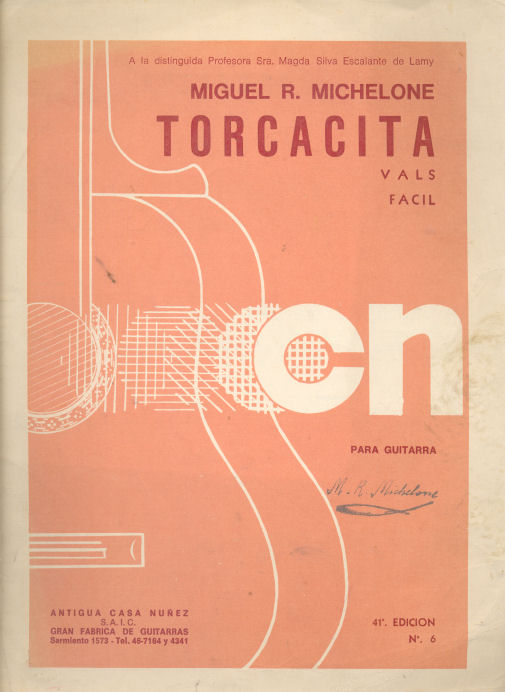 A la distinguida Profesora Sra. Magda Silva Escalante de Lamy
MIGUEL R. MICHELONE
TORCACITA
VALS
FACIL
cn
PARA GUITARRA
M. R. Michelone
ANTIGUA CASA NUÑEZ
S.A.I.C.
GRAN FABRICA DE GUITARRAS
Sarmiento 1573 - Tel. 46-7164 y 4341
41ª. EDICION
Nº. 6